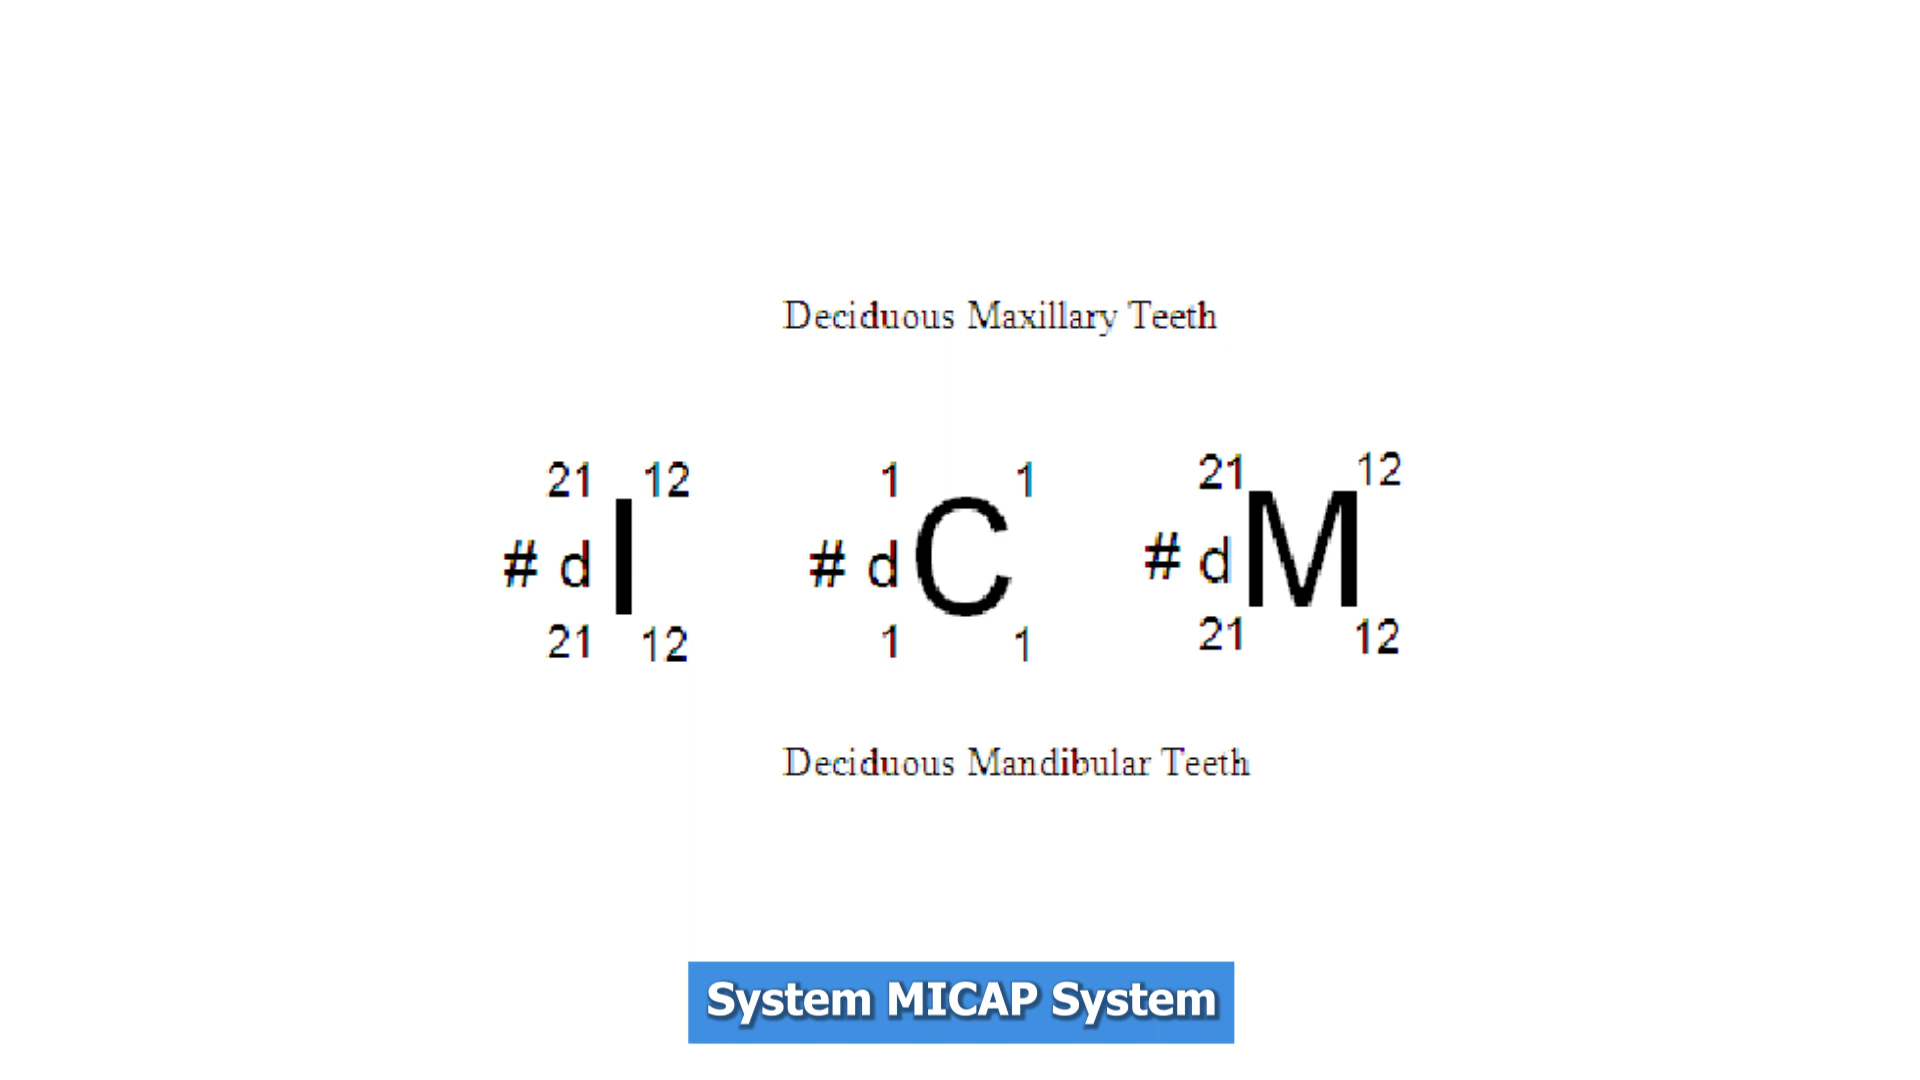 Deciduous Maxillary Teeth
21 12 1 1 21 12
# d I # d C # d M
21 12 1 1 21 12
Deciduous Mandibular Teeth
System MICAP System